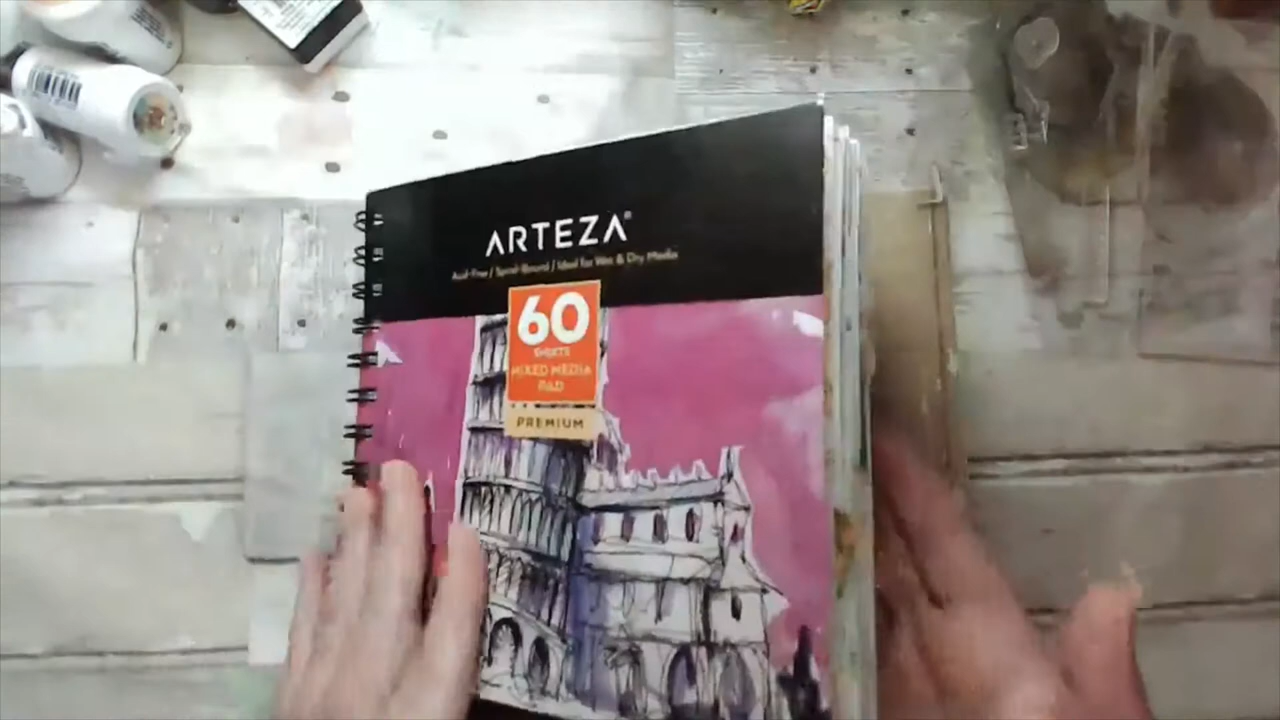 ARTEZA®
Acid-Free / Spiral-Bound / Ideal for Wet & Dry Media
60
SHEETS
MIXED MEDIA
PAD
PREMIUM